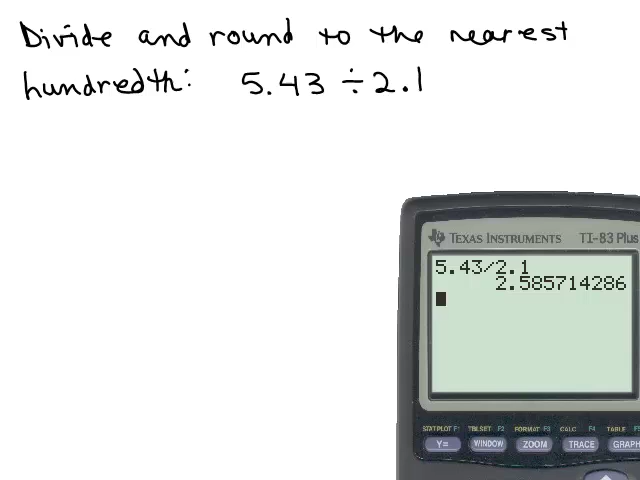 Divide and round to the nearest
hundredth: 5.43 ÷ 2.1
TEXAS INSTRUMENTS TI-83 Plus
5.43/2.1
2.585714286
STAT PLOT F1 TBLSET F2 FORMAT F3 CALC F4 TABLE F5
Y= WINDOW ZOOM TRACE GRAPH